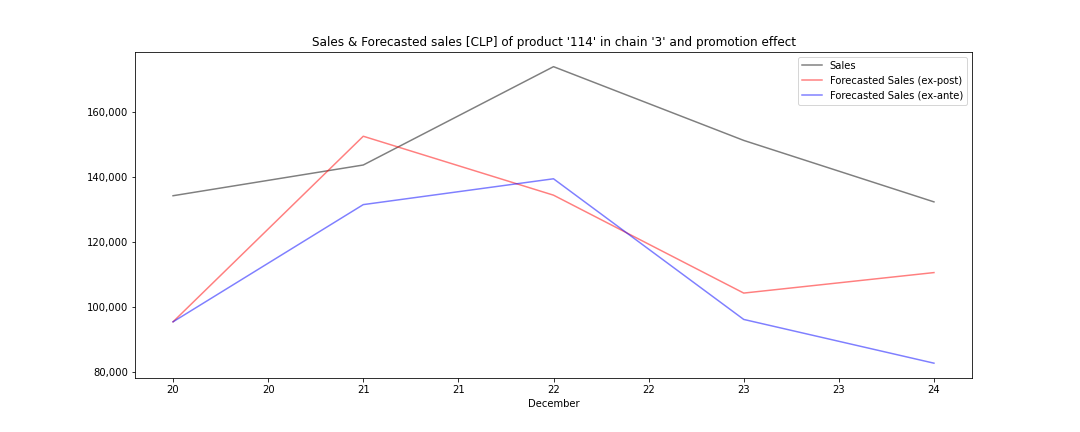 Sales & Forecasted sales [CLP] of product '114' in chain '3' and promotion effect
Sales
Forecasted Sales (ex-post)
Forecasted Sales (ex-ante)
160,000
140,000
120,000
100,000
80,000
20 20 21 21 22 22 23 23 24
December